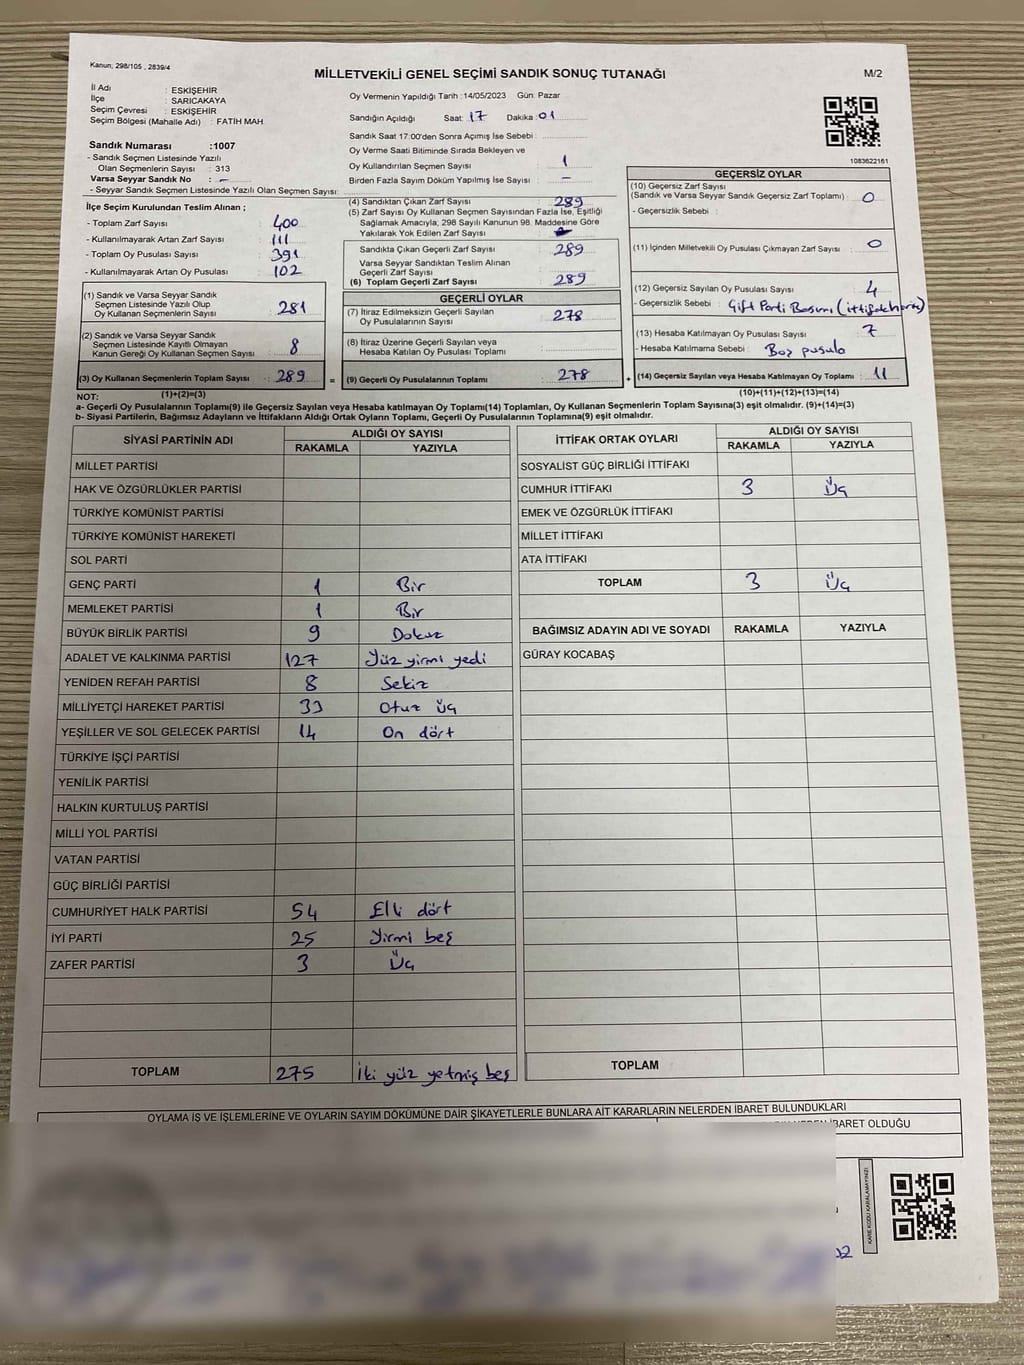 Kanun; 298/105 , 2839/4
MİLLETVEKİLİ GENEL SEÇİMİ SANDIK SONUÇ TUTANAĞI
M/2
İl Adı : ESKİŞEHİR
İlçe : SARICAKAYA
Seçim Çevresi : ESKİŞEHİR
Seçim Bölgesi (Mahalle Adı) : FATİH MAH.
Sandık Numarası :1007
- Sandık Seçmen Listesinde Yazılı
Olan Seçmenlerin Sayısı : 313
Varsa Seyyar Sandık No : -
- Seyyar Sandık Seçmen Listesinde Yazılı Olan Seçmen Sayısı:
Oy Vermenin Yapıldığı Tarih :14/05/2023 Gün: Pazar
Sandığın Açıldığı Saat: 17 Dakika: 01
Sandık Saat 17:00'den Sonra Açımış İse Sebebi :
Oy Verme Saati Bitiminde Sırada Bekleyen ve
Oy Kullandırılan Seçmen Sayısı : 1
Birden Fazla Sayım Döküm Yapılmış İse Sayısı : -
1083622161
İlçe Seçim Kurulundan Teslim Alınan ;
- Toplam Zarf Sayısı : 400
- Kullanılmayarak Artan Zarf Sayısı : 111
- Toplam Oy Pusulası Sayısı : 391
- Kullanılmayarak Artan Oy Pusulası : 102
(1) Sandık ve Varsa Seyyar Sandık
Seçmen Listesinde Yazılı Olup
Oy Kullanan Seçmenlerin Sayısı : 281
(2) Sandık ve Varsa Seyyar Sandık
Seçmen Listesinde Kayıtlı Olmayan
Kanun Gereği Oy Kullanan Seçmen Sayısı : 8
(3) Oy Kullanan Seçmenlerin Toplam Sayısı : 289 =
(4) Sandıktan Çıkan Zarf Sayısı : 289
(5) Zarf Sayısı Oy Kullanan Seçmen Sayısından Fazla İse, Eşitliği
Sağlamak Amacıyla, 298 Sayılı Kanunun 98. Maddesine Göre
Yakılarak Yok Edilen Zarf Sayısı :
Sandıkta Çıkan Geçerli Zarf Sayısı : 289
Varsa Seyyar Sandıktan Teslim Alınan
Geçerli Zarf Sayısı :
(6) Toplam Geçerli Zarf Sayısı : 289
GEÇERLİ OYLAR
(7) İtiraz Edilmeksizin Geçerli Sayılan
Oy Pusulalarının Sayısı : 278
(8) İtiraz Üzerine Geçerli Sayılan veya
Hesaba Katılan Oy Pusulası Toplamı :
(9) Geçerli Oy Pusulalarının Toplamı : 278 +
GEÇERSİZ OYLAR
(10) Geçersiz Zarf Sayısı
(Sandık ve Varsa Seyyar Sandık Geçersiz Zarf Toplamı) : 0
- Geçersizlik Sebebi :
(11) İçinden Milletvekili Oy Pusulası Çıkmayan Zarf Sayısı : 0
(12) Geçersiz Sayılan Oy Pusulası Sayısı : 4
- Geçersizlik Sebebi : Çift Parti Basımı (ittifak hariç)
(13) Hesaba Katılmayan Oy Pusulası Sayısı : 7
- Hesaba Katılmama Sebebi : Boş pusula
(14) Geçersiz Sayılan veya Hesaba Katılmayan Oy Toplamı : 11
NOT: (1)+(2)=(3) (10)+(11)+(12)+(13)=(14)
a- Geçerli Oy Pusulalarının Toplamı(9) ile Geçersiz Sayılan veya Hesaba katılmayan Oy Toplamı(14) Toplamları, Oy Kullanan Seçmenlerin Toplam Sayısına(3) eşit olmalıdır. (9)+(14)=(3)
b- Siyasi Partilerin, Bağımsız Adayların ve İttifakların Aldığı Ortak Oyların Toplamı, Geçerli Oy Pusulalarının Toplamına(9) eşit olmalıdır.
SİYASİ PARTİNİN ADI ALDIĞI OY SAYISI
RAKAMLA YAZIYLA
MİLLET PARTİSİ
HAK VE ÖZGÜRLÜKLER PARTİSİ
TÜRKİYE KOMÜNİST PARTİSİ
TÜRKİYE KOMÜNİST HAREKETİ
SOL PARTİ
GENÇ PARTİ 1 Bir
MEMLEKET PARTİSİ 1 Bir
BÜYÜK BİRLİK PARTİSİ 9 Dokuz
ADALET VE KALKINMA PARTİSİ 127 Yüz yirmi yedi
YENİDEN REFAH PARTİSİ 8 Sekiz
MİLLİYETÇİ HAREKET PARTİSİ 33 Otuz Üç
YEŞİLLER VE SOL GELECEK PARTİSİ 14 On dört
TÜRKİYE İŞÇİ PARTİSİ
YENİLİK PARTİSİ
HALKIN KURTULUŞ PARTİSİ
MİLLİ YOL PARTİSİ
VATAN PARTİSİ
GÜÇ BİRLİĞİ PARTİSİ
CUMHURİYET HALK PARTİSİ 54 Elli dört
İYİ PARTİ 25 Yirmi beş
ZAFER PARTİSİ 3 Üç
TOPLAM 275 İki yüz yetmiş beş
İTTİFAK ORTAK OYLARI ALDIĞI OY SAYISI
RAKAMLA YAZIYLA
SOSYALİST GÜÇ BİRLİĞİ İTTİFAKI
CUMHUR İTTİFAKI 3 Üç
EMEK VE ÖZGÜRLÜK İTTİFAKI
MİLLET İTTİFAKI
ATA İTTİFAKI
TOPLAM 3 Üç
BAĞIMSIZ ADAYIN ADI VE SOYADI RAKAMLA YAZIYLA
GÜRAY KOCABAŞ
TOPLAM
OYLAMA İŞ VE İŞLEMLERİNE VE OYLARIN SAYIM DÖKÜMÜNE DAİR ŞİKAYETLERLE BUNLARA AİT KARARLARIN NELERDEN İBARET BULUNDUKLARI
İBARET OLDUĞU
KARE KODU KARALAMAYINIZ!